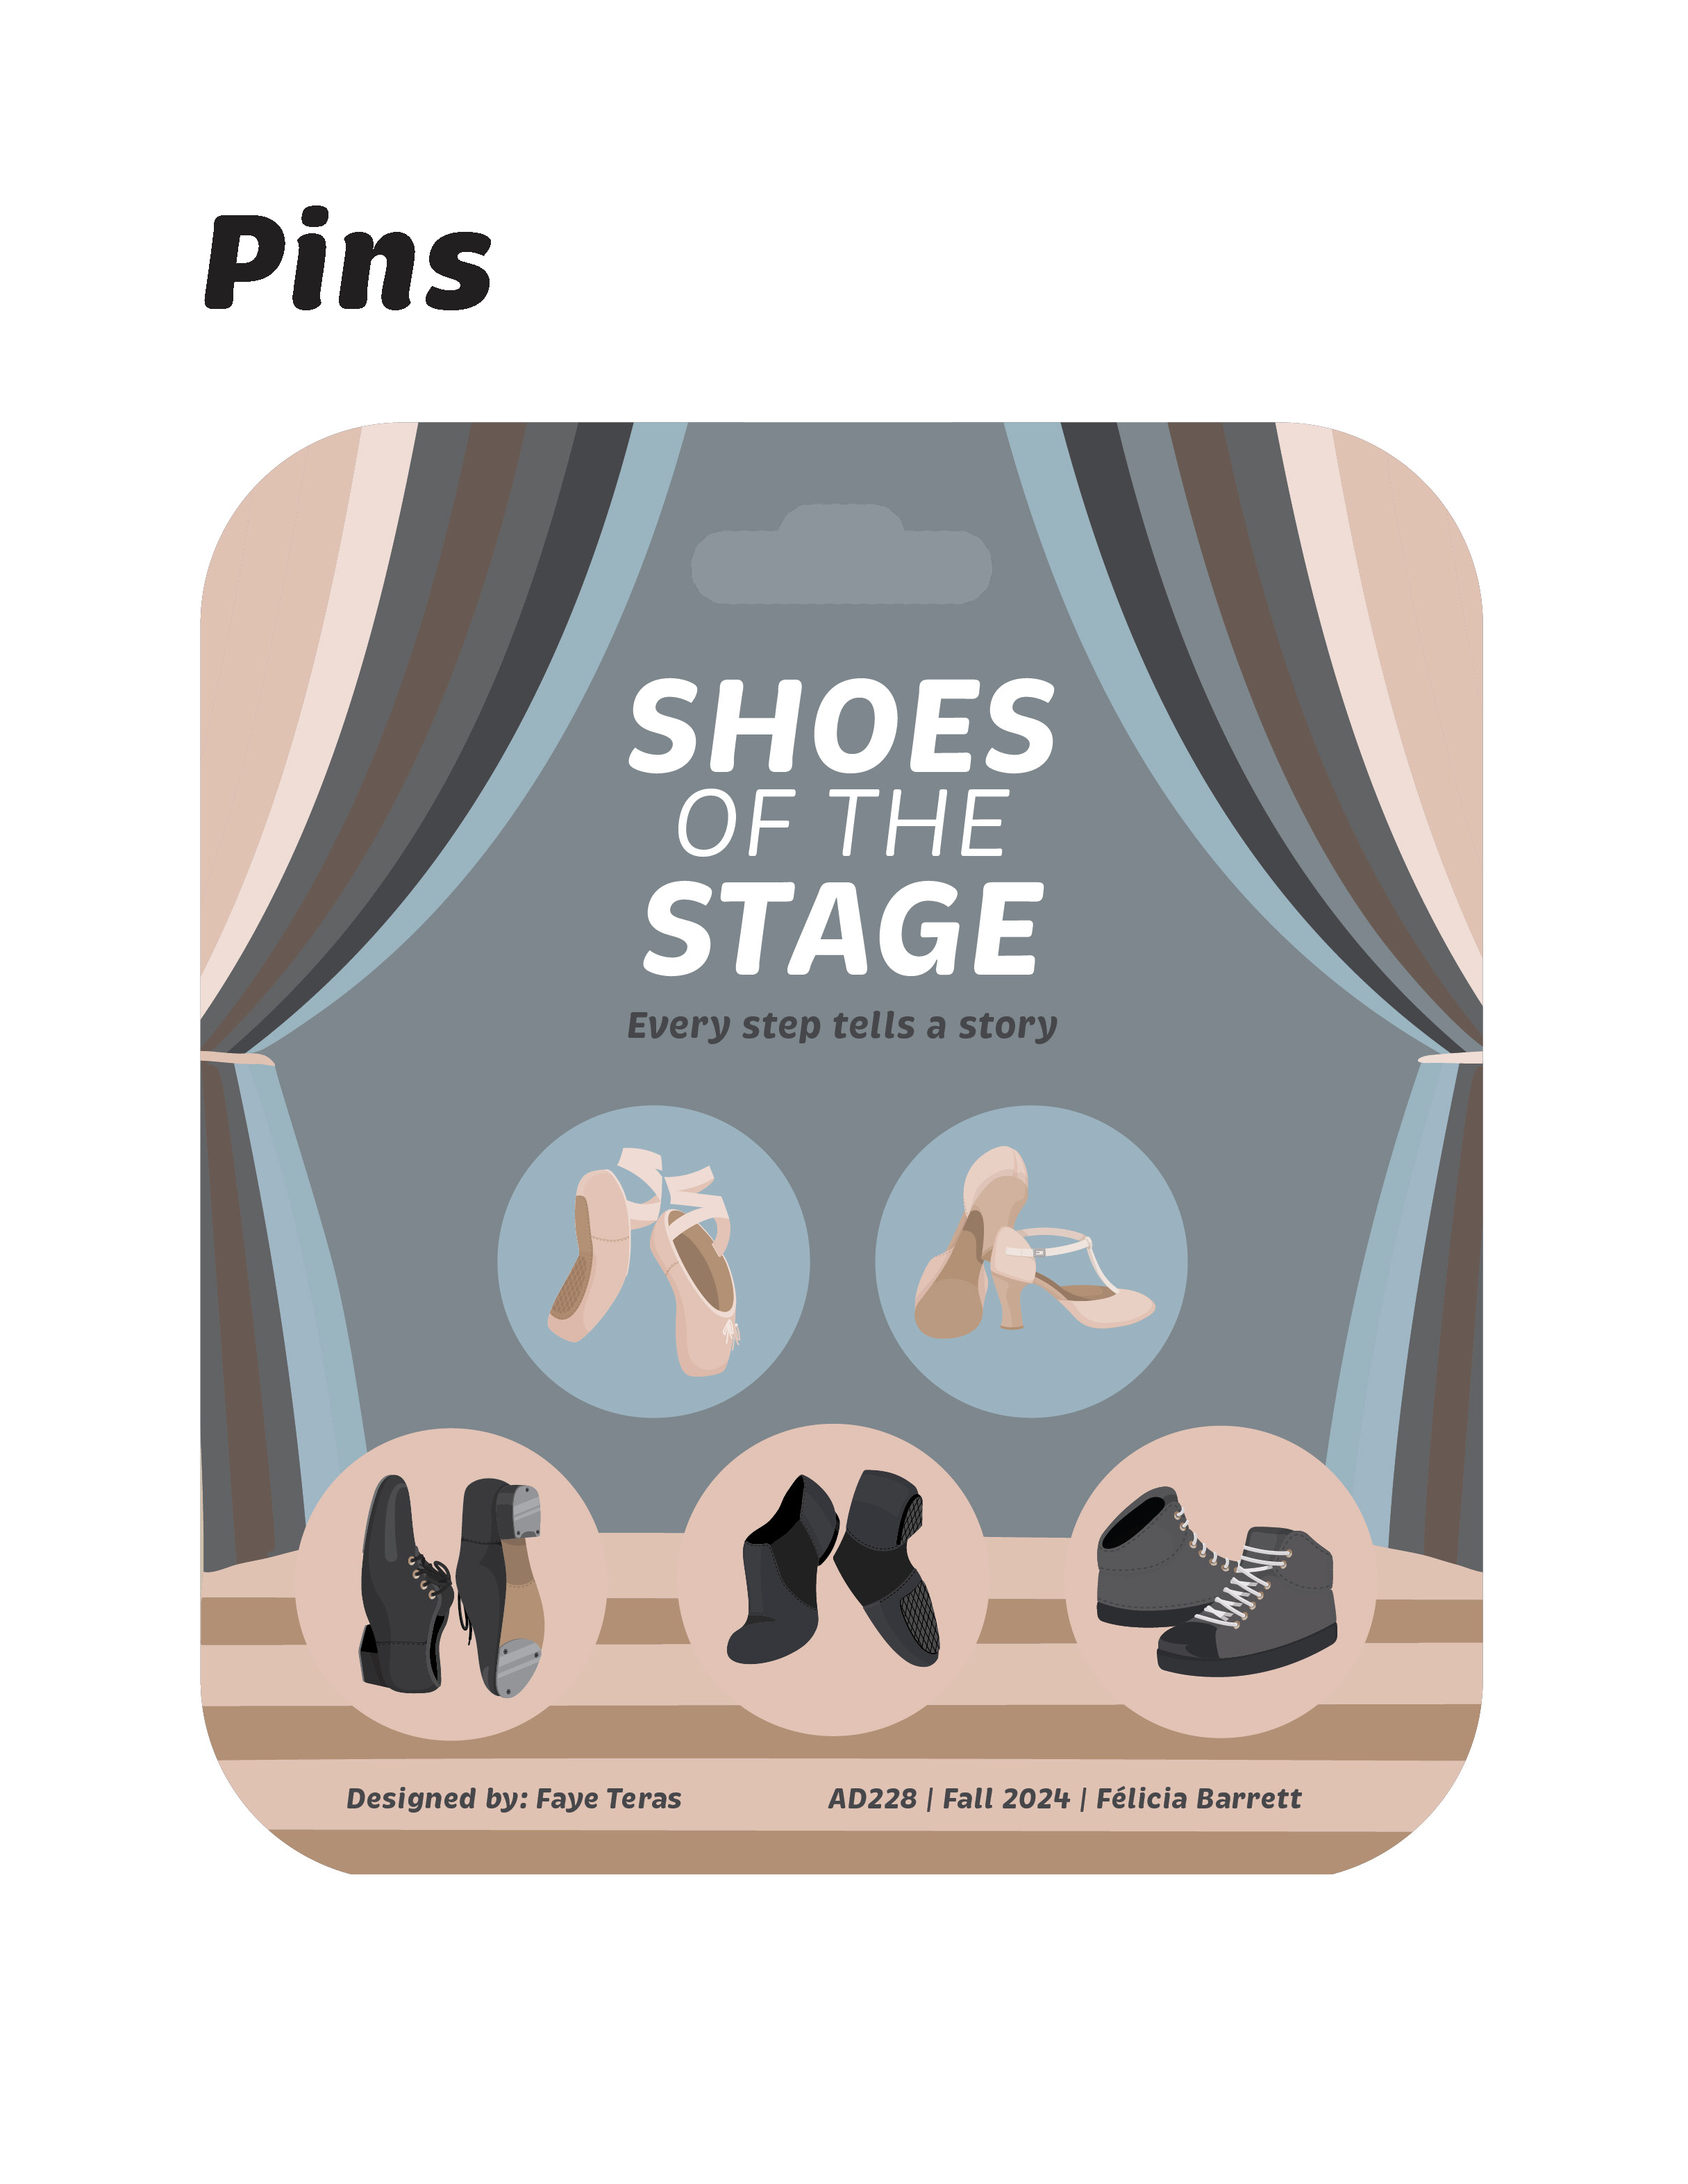 Pins
SHOES
OF THE
STAGE
Every step tells a story
Designed by: Faye Teras
AD228 | Fall 2024 | Félicia Barrett